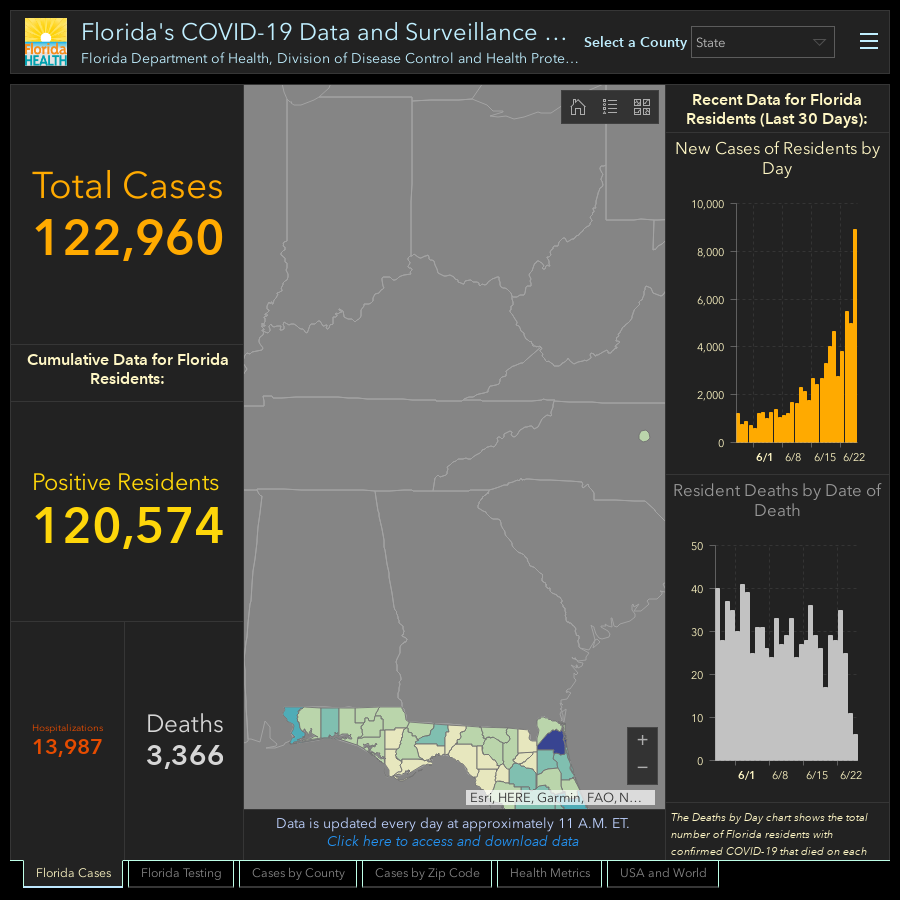 Florida
HEALTH
Florida's COVID-19 Data and Surveillance ...
Florida Department of Health, Division of Disease Control and Health Prote...
Select a County
State
Total Cases
122,960
Cumulative Data for Florida
Residents:
Positive Residents
120,574
Hospitalizations
13,987
Deaths
3,366
+
−
Esri, HERE, Garmin, FAO, N...
Data is updated every day at approximately 11 A.M. ET.
Click here to access and download data
Recent Data for Florida
Residents (Last 30 Days):
New Cases of Residents by
Day
10,000
8,000
6,000
4,000
2,000
0
6/1 6/8 6/15 6/22
Resident Deaths by Date of
Death
50
40
30
20
10
0
6/1 6/8 6/15 6/22
The Deaths by Day chart shows the total
number of Florida residents with
confirmed COVID-19 that died on each
Florida Cases
Florida Testing
Cases by County
Cases by Zip Code
Health Metrics
USA and World